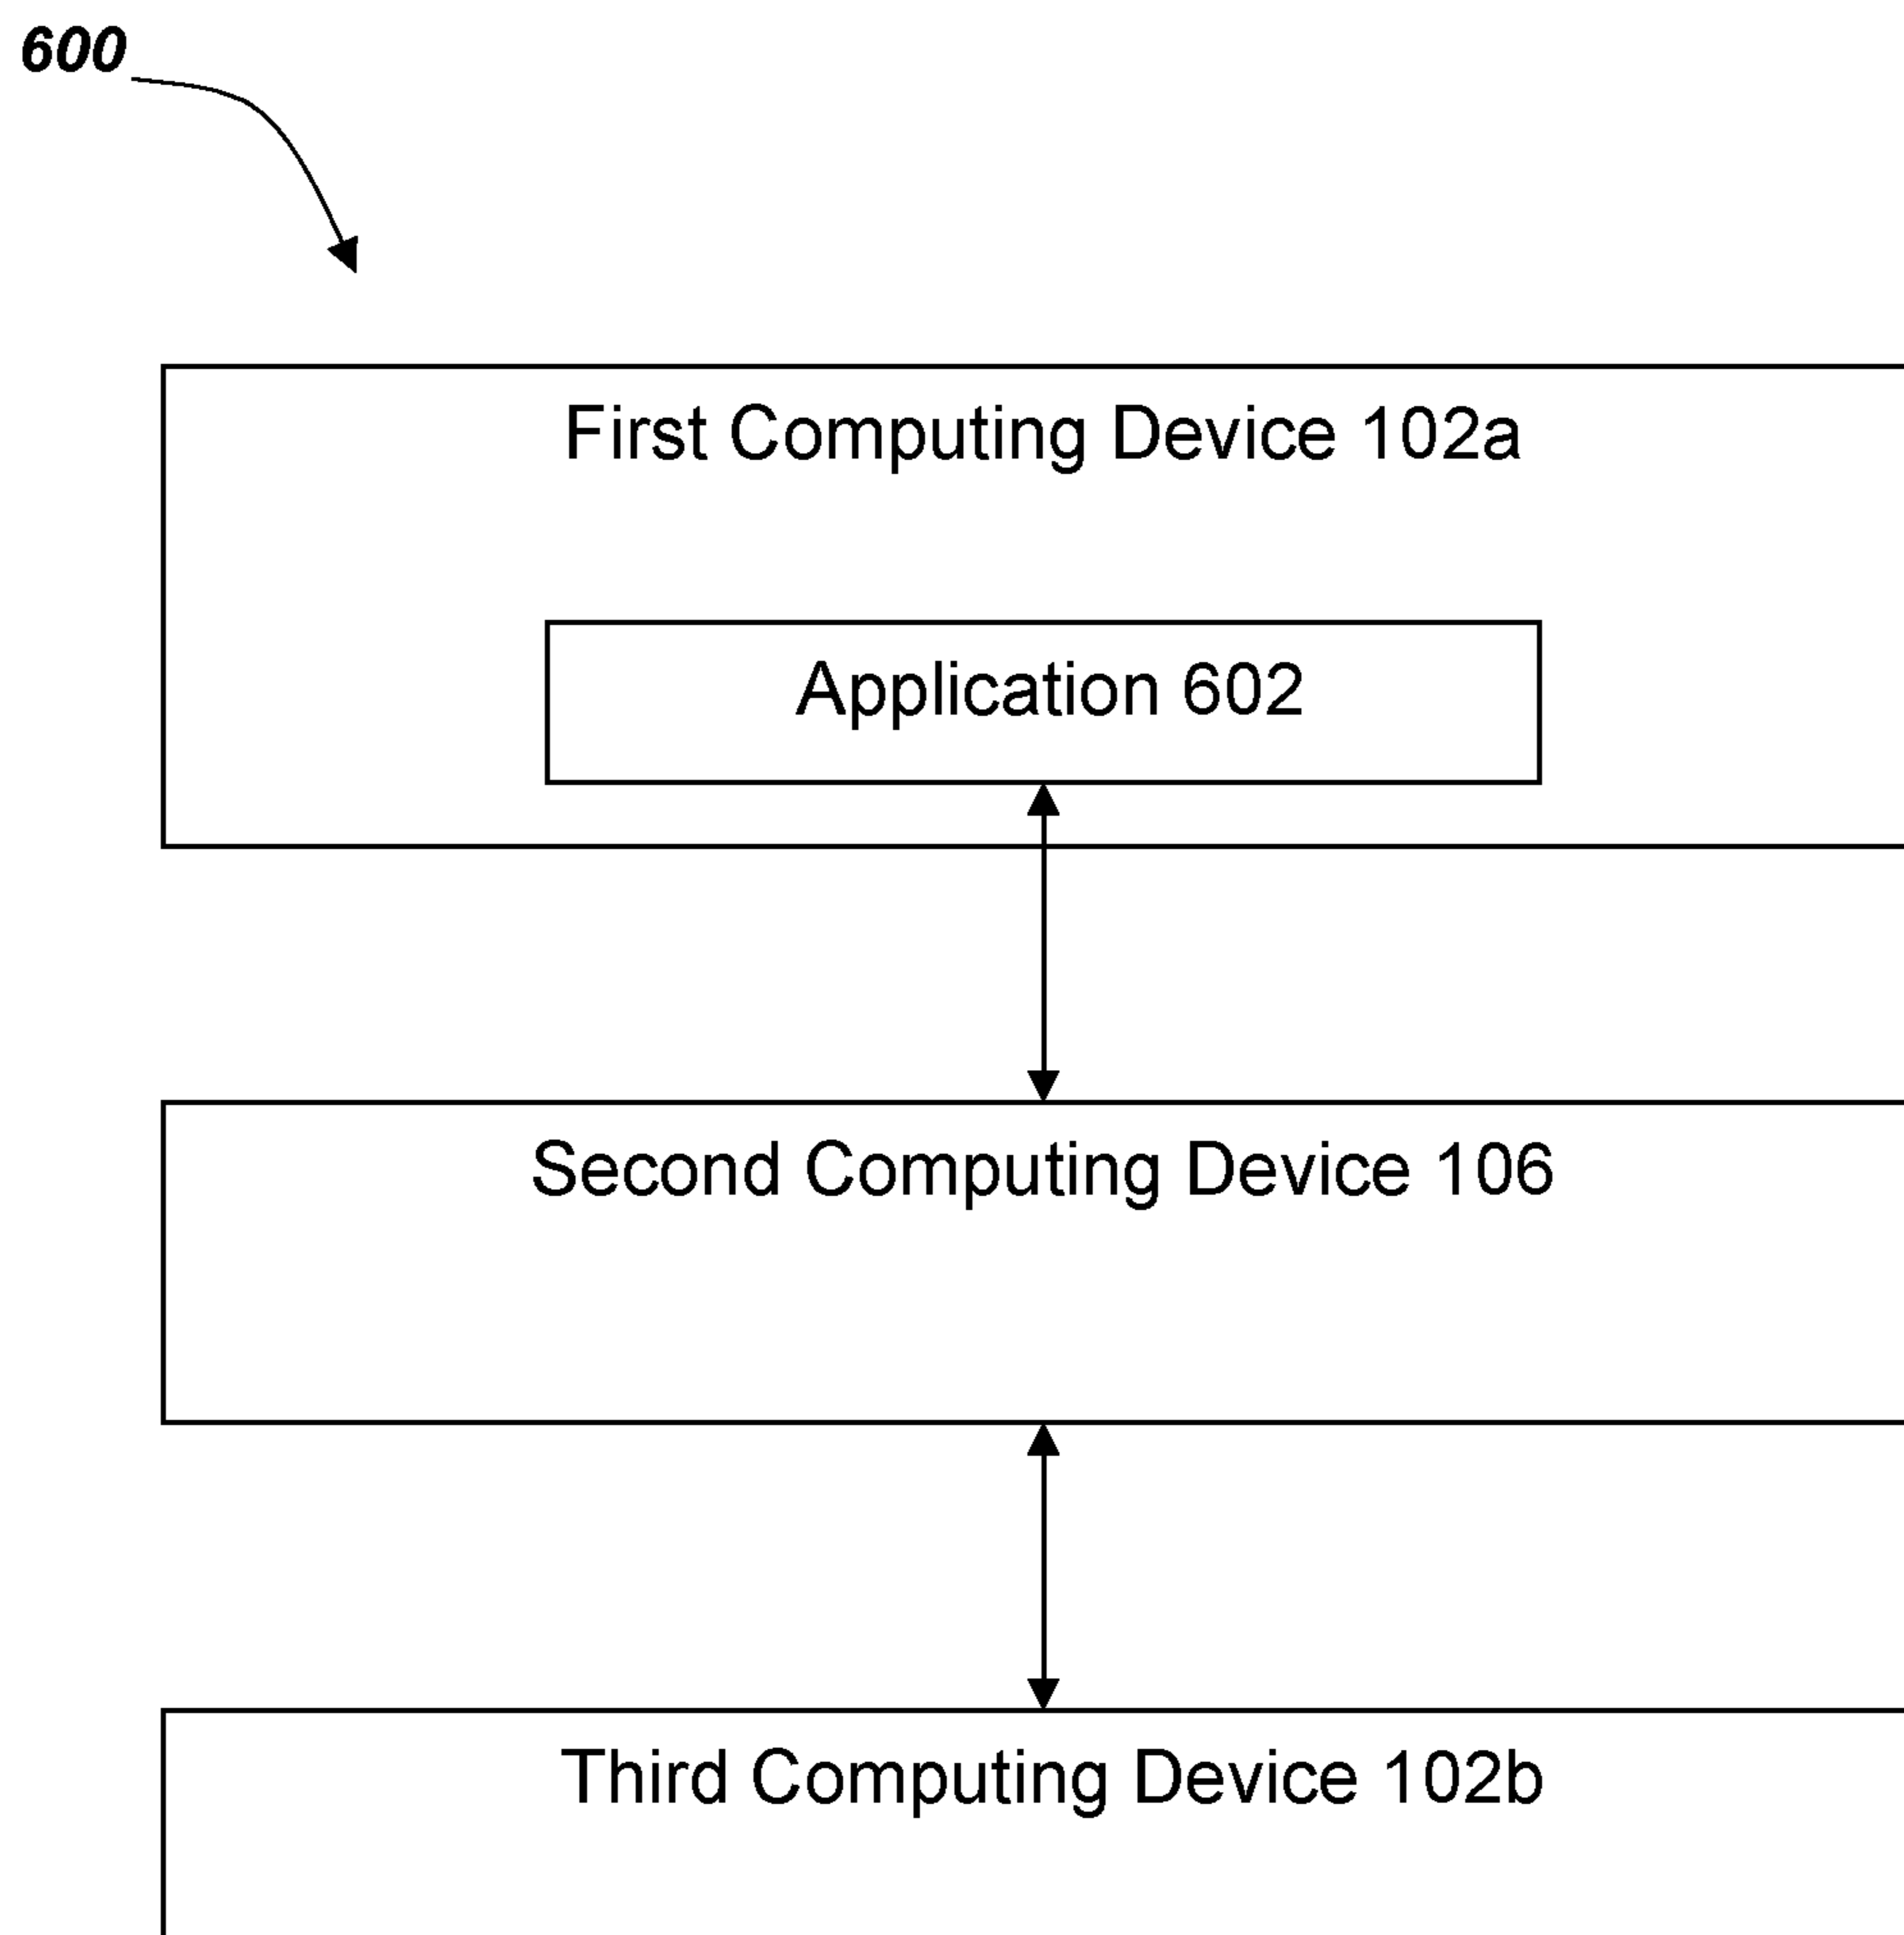 600
First Computing Device 102a
Application 602
Second Computing Device 106
Third Computing Device 102b